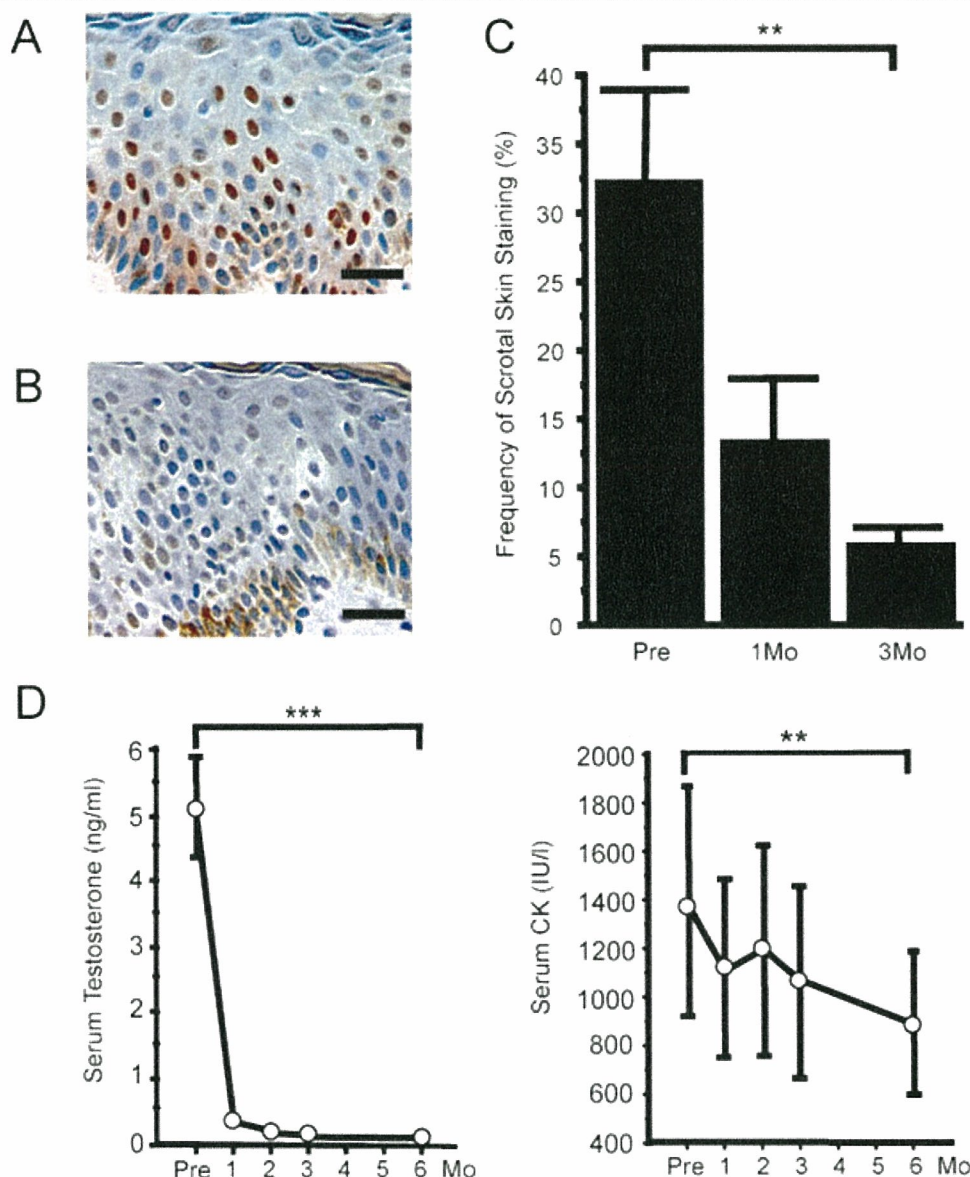 A
B
C
**
Frequency of Scrotal Skin Staining (%)
40
35
30
25
20
15
10
5
0
Pre 1Mo 3Mo
D
***
Serum Testosterone (ng/ml)
6
5
4
3
2
1
0
Pre 1 2 3 4 5 6 Mo
**
Serum CK (IU/l)
2000
1800
1600
1400
1200
1000
800
600
400
Pre 1 2 3 4 5 6 Mo